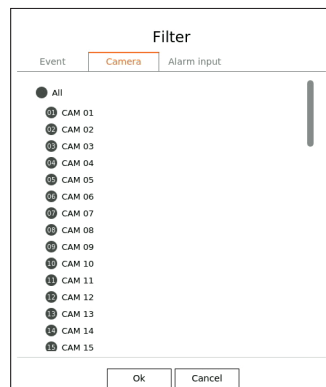 Filter
Event Camera Alarm input
All
01 CAM 01
02 CAM 02
03 CAM 03
04 CAM 04
05 CAM 05
06 CAM 06
07 CAM 07
08 CAM 08
09 CAM 09
10 CAM 10
11 CAM 11
12 CAM 12
13 CAM 13
14 CAM 14
15 CAM 15
Ok Cancel